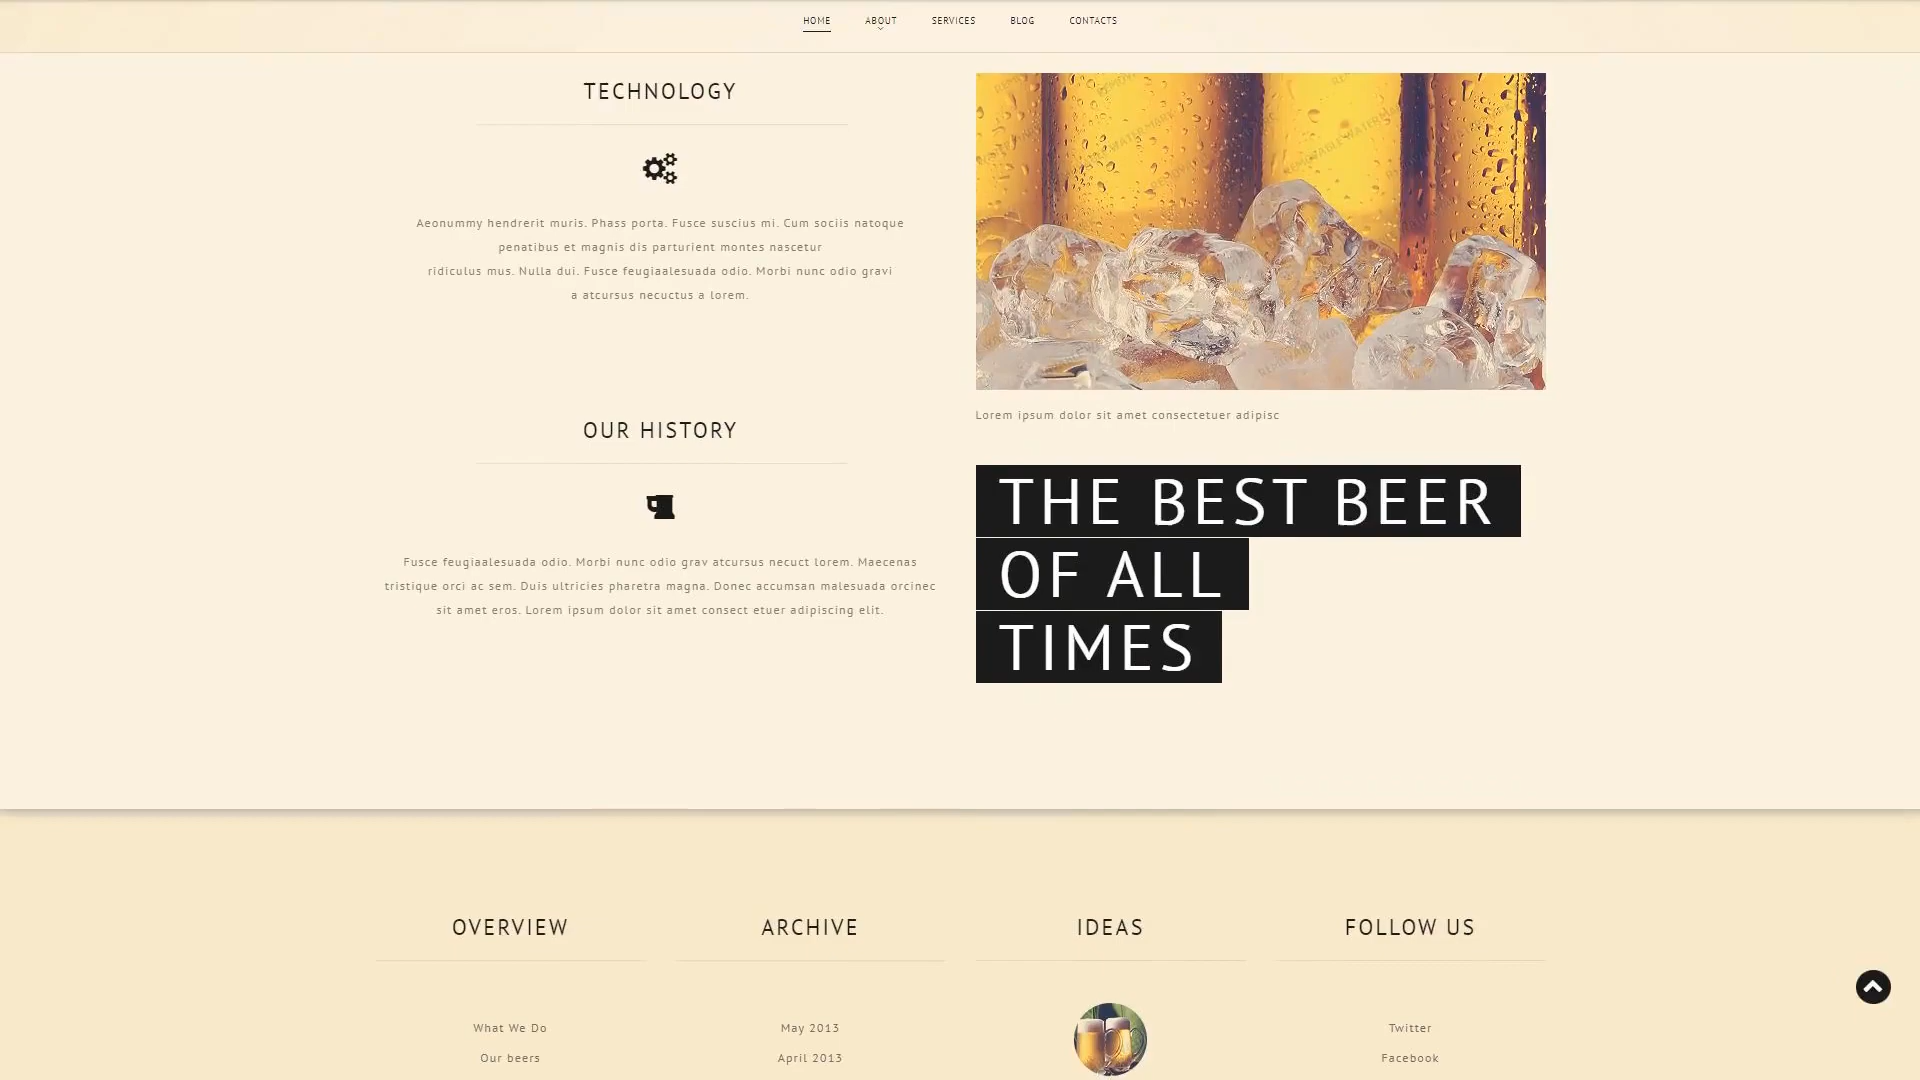 HOME ABOUT SERVICES BLOG CONTACTS
TECHNOLOGY
Aeonummy hendrerit muris. Phass porta. Fusce suscius mi. Cum sociis natoque
penatibus et magnis dis parturient montes nascetur
ridiculus mus. Nulla dui. Fusce feugiaalesuada odio. Morbi nunc odio gravi
a atcursus necuctus a lorem.
OUR HISTORY
Fusce feugiaalesuada odio. Morbi nunc odio grav atcursus necuct lorem. Maecenas
tristique orci ac sem. Duis ultricies pharetra magna. Donec accumsan malesuada orcinec
sit amet eros. Lorem ipsum dolor sit amet consect etuer adipiscing elit.
Lorem ipsum dolor sit amet consectetuer adipisc
THE BEST BEER
OF ALL
TIMES
OVERVIEW
What We Do
Our beers
ARCHIVE
May 2013
April 2013
IDEAS
FOLLOW US
Twitter
Facebook